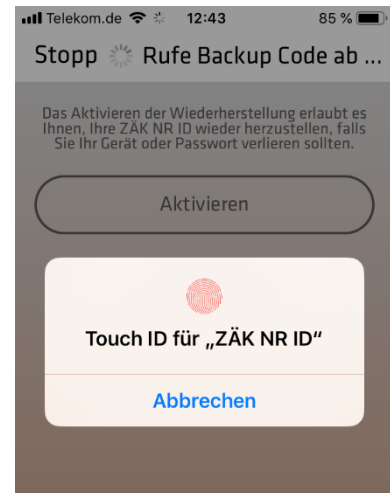 Telekom.de 12:43 85 %
Stopp Rufe Backup Code ab ...
Das Aktivieren der Wiederherstellung erlaubt es
Ihnen, Ihre ZÄK NR ID wieder herzustellen, falls
Sie Ihr Gerät oder Passwort verlieren sollten.
Aktivieren
Touch ID für „ZÄK NR ID“
Abbrechen